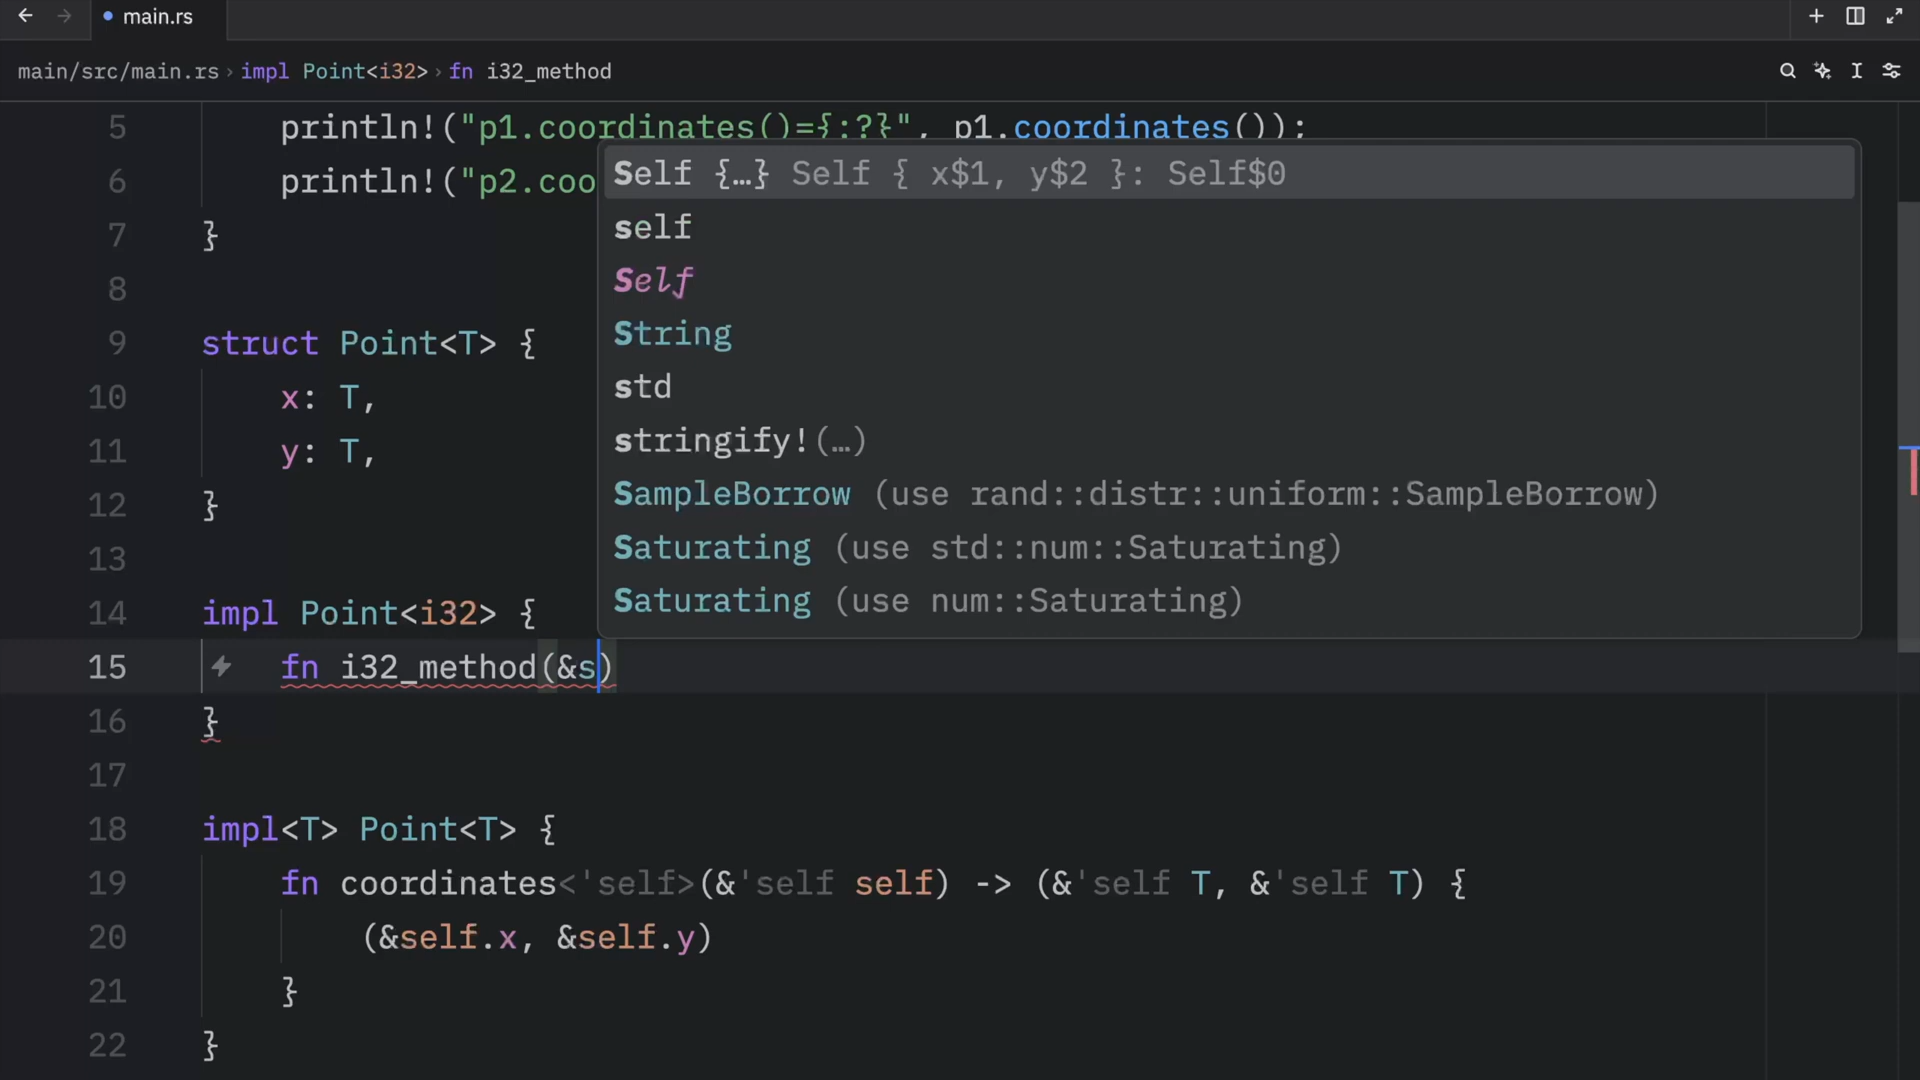 main.rs
main/src/main.rs › impl Point<i32> › fn i32_method
5 println!("p1.coordinates()={:?}", p1.coordinates());
6 println!("p2.coo
7 }
8
9 struct Point<T> {
10 x: T,
11 y: T,
12 }
13
14 impl Point<i32> {
15 fn i32_method(&s)
16 }
17
18 impl<T> Point<T> {
19 fn coordinates<'self>(&'self self) -> (&'self T, &'self T) {
20 (&self.x, &self.y)
21 }
22 }
Self {…} Self { x$1, y$2 }: Self$0
self
Self
String
std
stringify!(…)
SampleBorrow (use rand::distr::uniform::SampleBorrow)
Saturating (use std::num::Saturating)
Saturating (use num::Saturating)